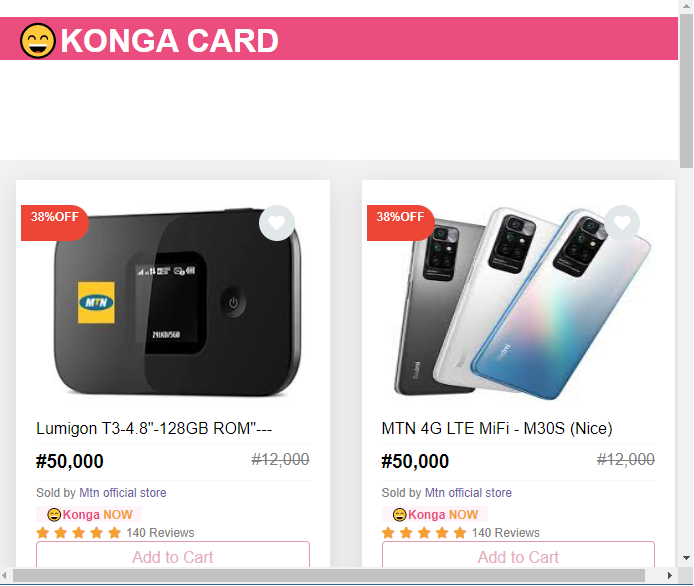 KONGA CARD
38%OFF
MTN
Lumigon T3-4.8"-128GB ROM"---
#50,000 #12,000
Sold by Mtn official store
Konga NOW
140 Reviews
Add to Cart
38%OFF
Redmi
MTN 4G LTE MiFi - M30S (Nice)
#50,000 #12,000
Sold by Mtn official store
Konga NOW
140 Reviews
Add to Cart